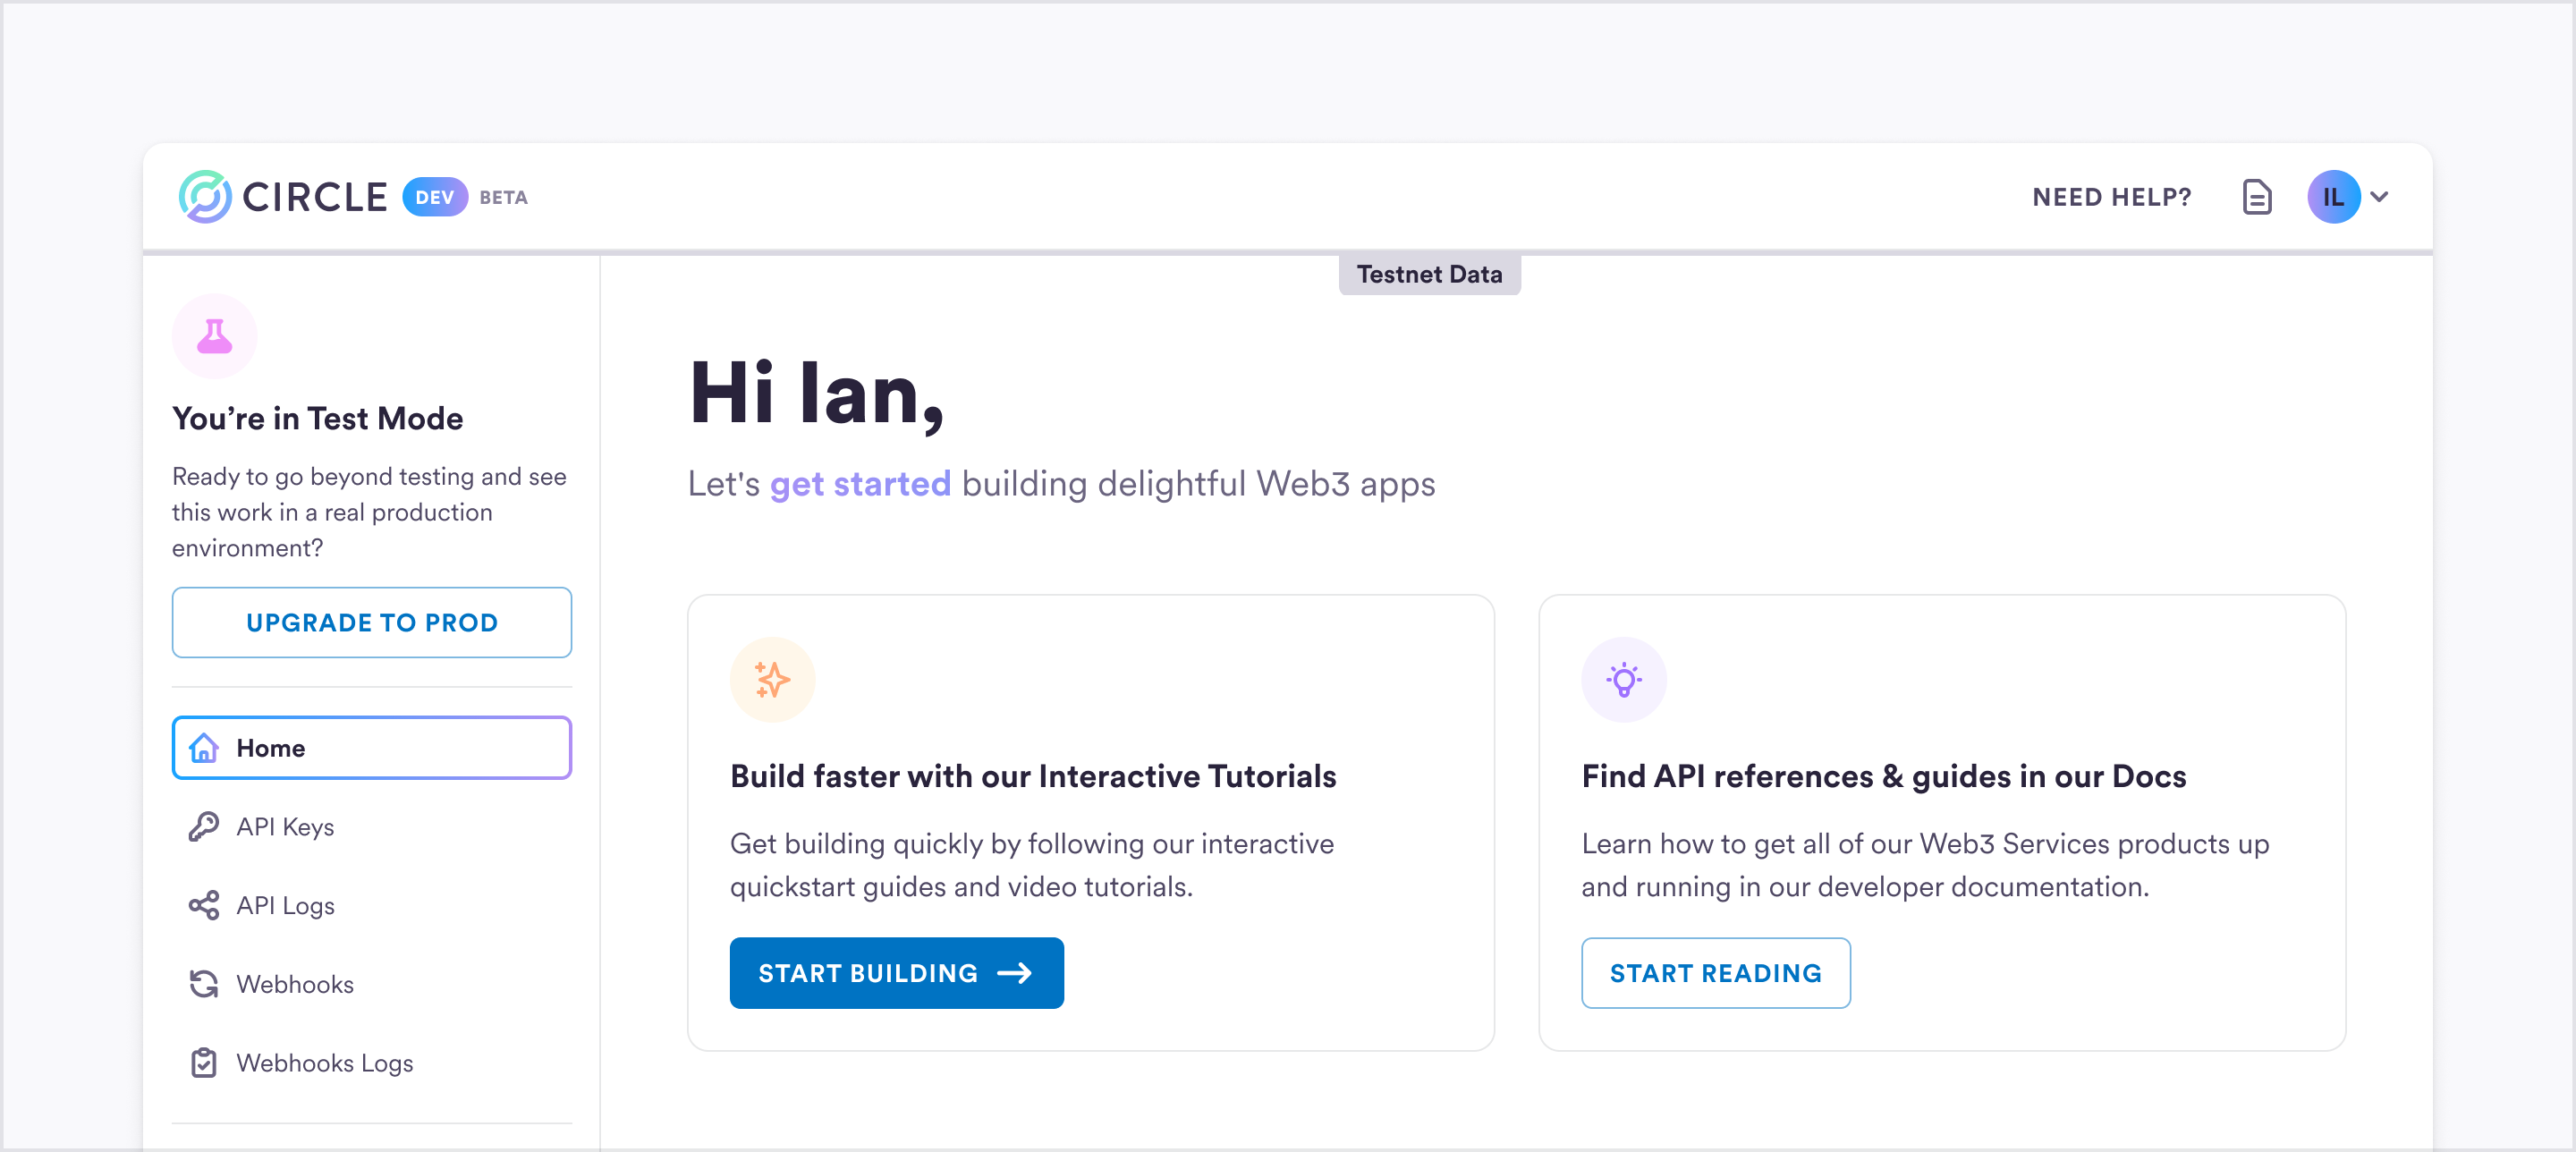 CIRCLE DEV BETA
NEED HELP?
IL
Testnet Data
You’re in Test Mode
Ready to go beyond testing and see
this work in a real production
environment?
UPGRADE TO PROD
Home
API Keys
API Logs
Webhooks
Webhooks Logs
Hi Ian,
Let's get started building delightful Web3 apps
Build faster with our Interactive Tutorials
Get building quickly by following our interactive
quickstart guides and video tutorials.
START BUILDING
Find API references & guides in our Docs
Learn how to get all of our Web3 Services products up
and running in our developer documentation.
START READING